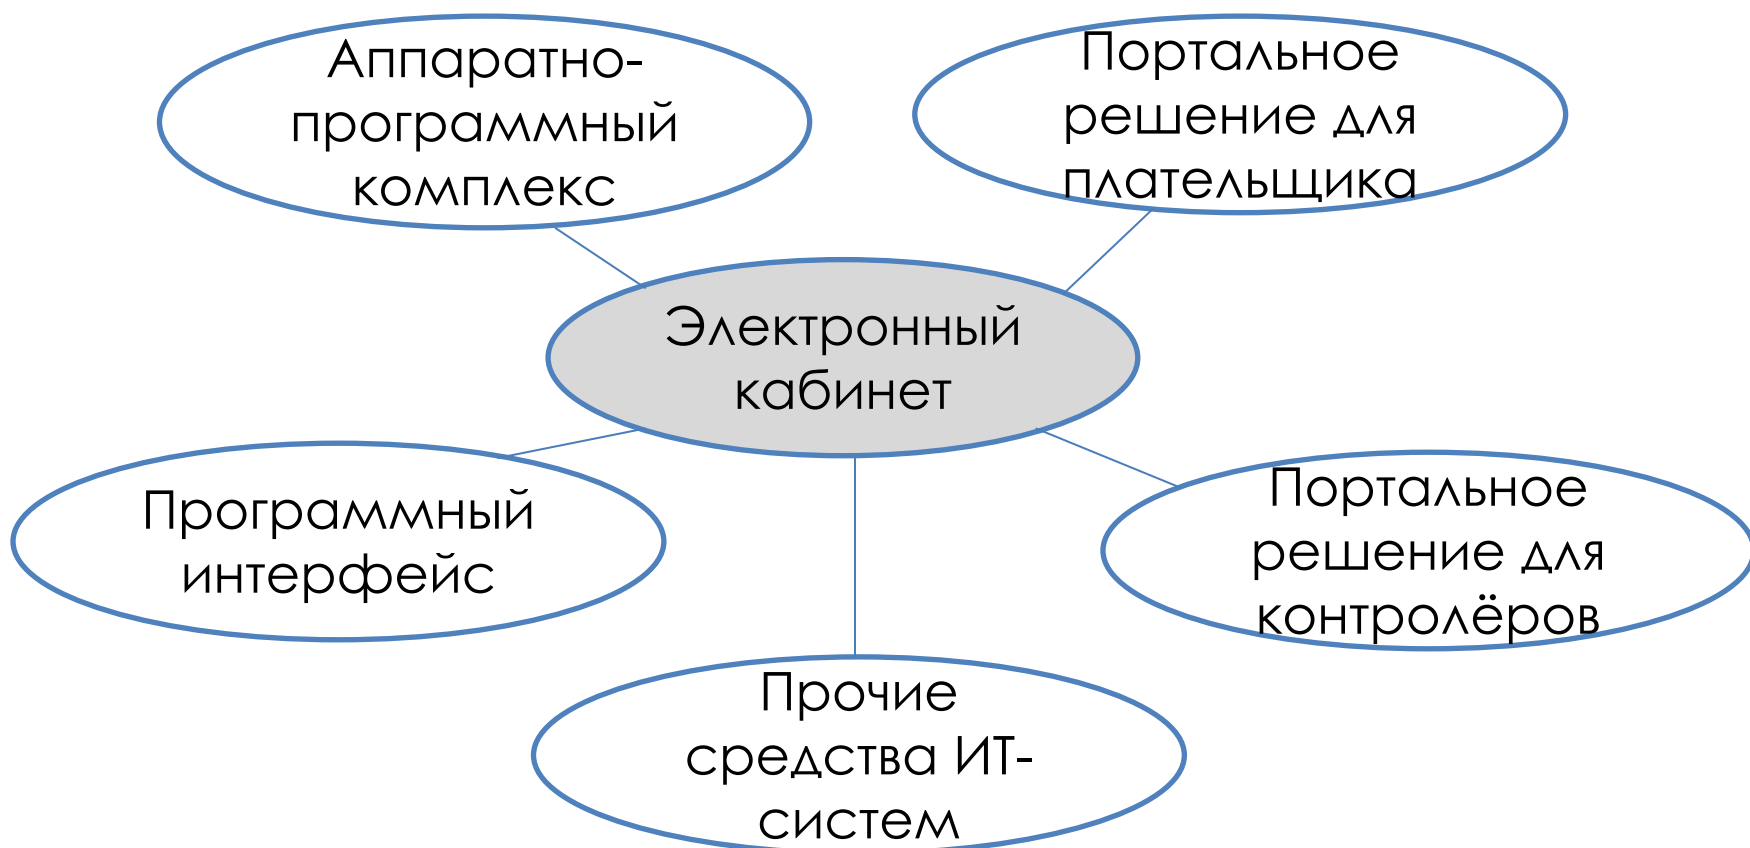 Аппаратно-
программный
комплекс
Портальное
решение для
плательщика
Электронный
кабинет
Программный
интерфейс
Портальное
решение для
контролёров
Прочие
средства ИТ-
систем